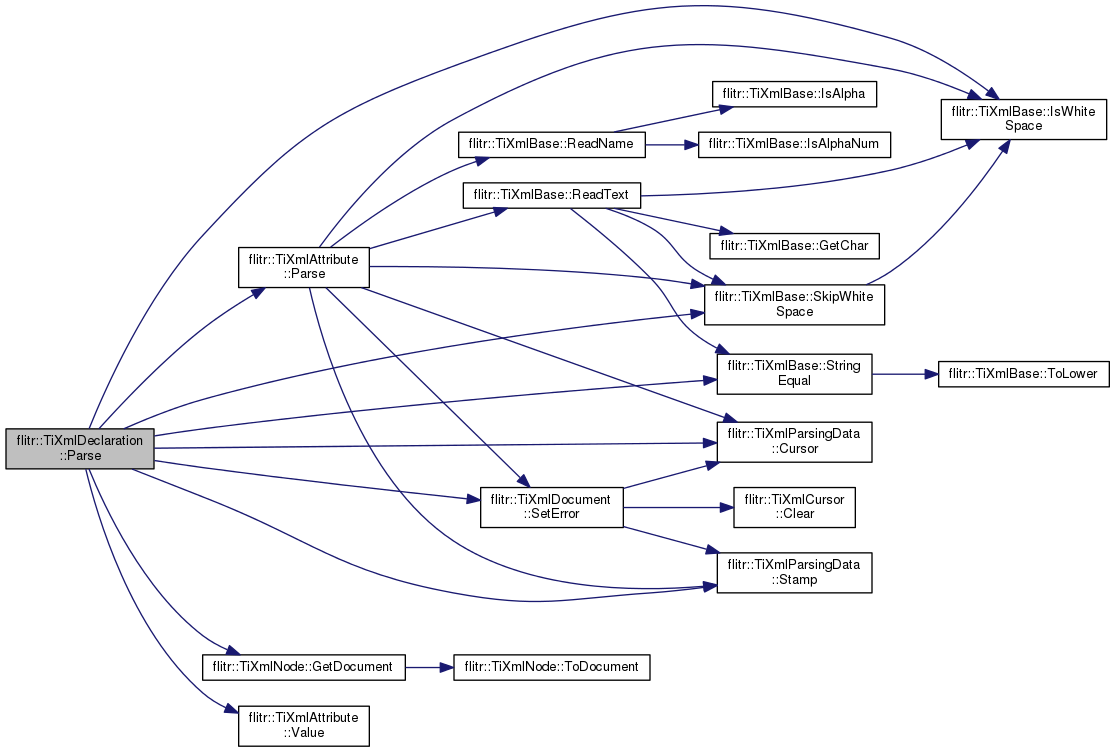 flitr::TiXmlBase::IsAlpha
flitr::TiXmlBase::IsWhite
Space
flitr::TiXmlBase::ReadName
flitr::TiXmlBase::IsAlphaNum
flitr::TiXmlBase::ReadText
flitr::TiXmlBase::GetChar
flitr::TiXmlAttribute
::Parse
flitr::TiXmlBase::SkipWhite
Space
flitr::TiXmlBase::String
Equal
flitr::TiXmlBase::ToLower
flitr::TiXmlDeclaration
::Parse
flitr::TiXmlParsingData
::Cursor
flitr::TiXmlDocument
::SetError
flitr::TiXmlCursor
::Clear
flitr::TiXmlParsingData
::Stamp
flitr::TiXmlNode::GetDocument
flitr::TiXmlNode::ToDocument
flitr::TiXmlAttribute
::Value